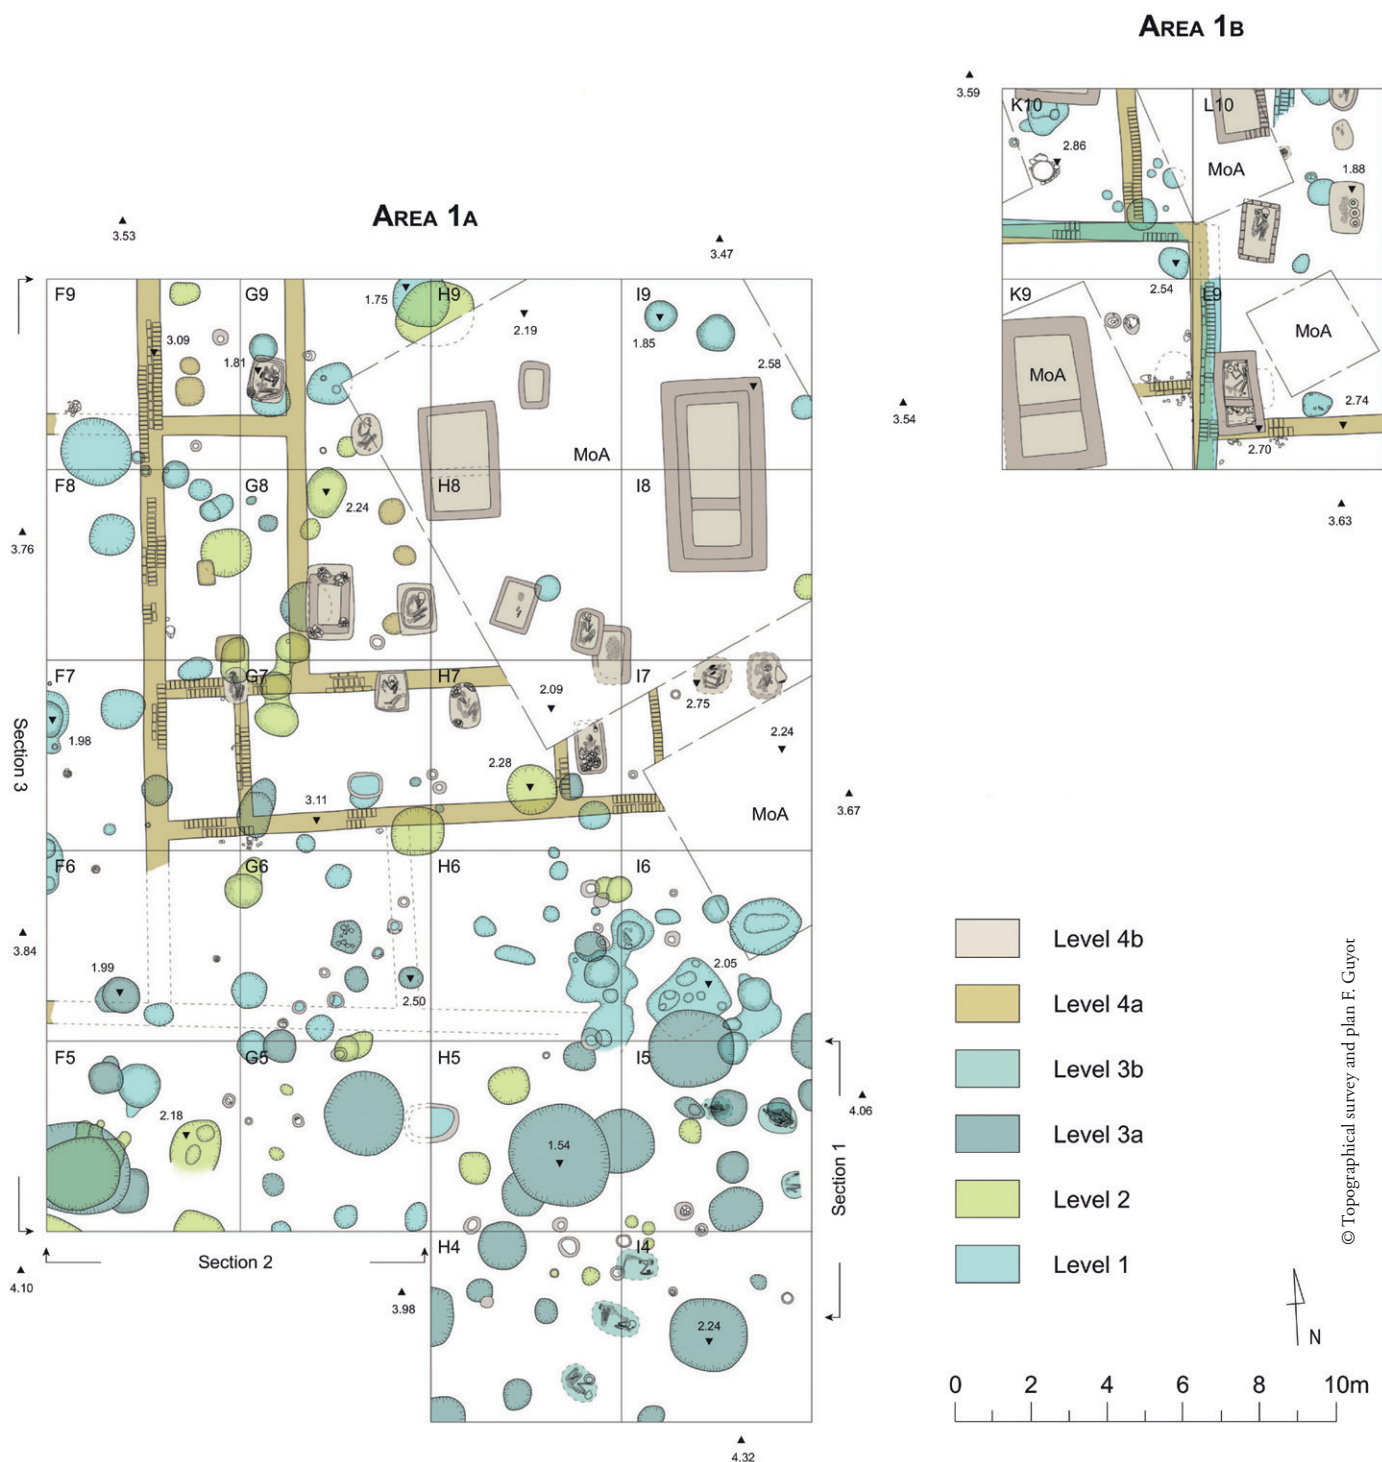 AREA 1B
3.59
K10
L10
2.86
MoA
1.88
2.54
K9
L9
MoA
MoA
2.74
2.70
3.54
3.63
AREA 1A
3.53
3.47
F9
G9
1.75
H9
I9
2.19
3.09
1.81
1.85
2.58
MoA
F8
G8
H8
I8
2.24
3.76
F7
G7
H7
I7
2.09
2.75
1.98
2.24
2.28
3.11
MoA
3.67
Section 3
F6
G6
H6
I6
3.84
1.99
2.50
2.05
F5
G5
H5
I5
2.18
1.54
4.06
Section 1
Section 2
H4
I4
4.10
3.98
2.24
4.32
Level 4b
Level 4a
Level 3b
Level 3a
Level 2
Level 1
© Topographical survey and plan F. Guyot
N
0 2 4 6 8 10m